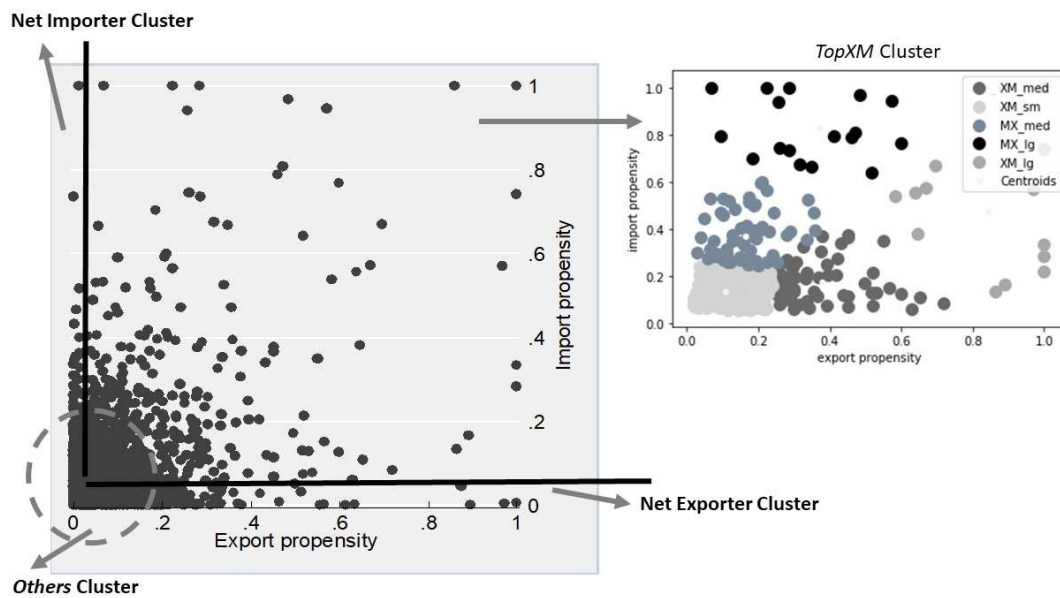 Net Importer Cluster
TopXM Cluster
1
.8
.6
.4
.2
0
Import propensity
0 .2 .4 .6 .8 1
Export propensity
Net Exporter Cluster
Others Cluster
1.0
0.8
0.6
0.4
0.2
0.0
import propensity
XM_med
XM_sm
MX_med
MX_lg
XM_lg
Centroids
0.0 0.2 0.4 0.6 0.8 1.0
export propensity